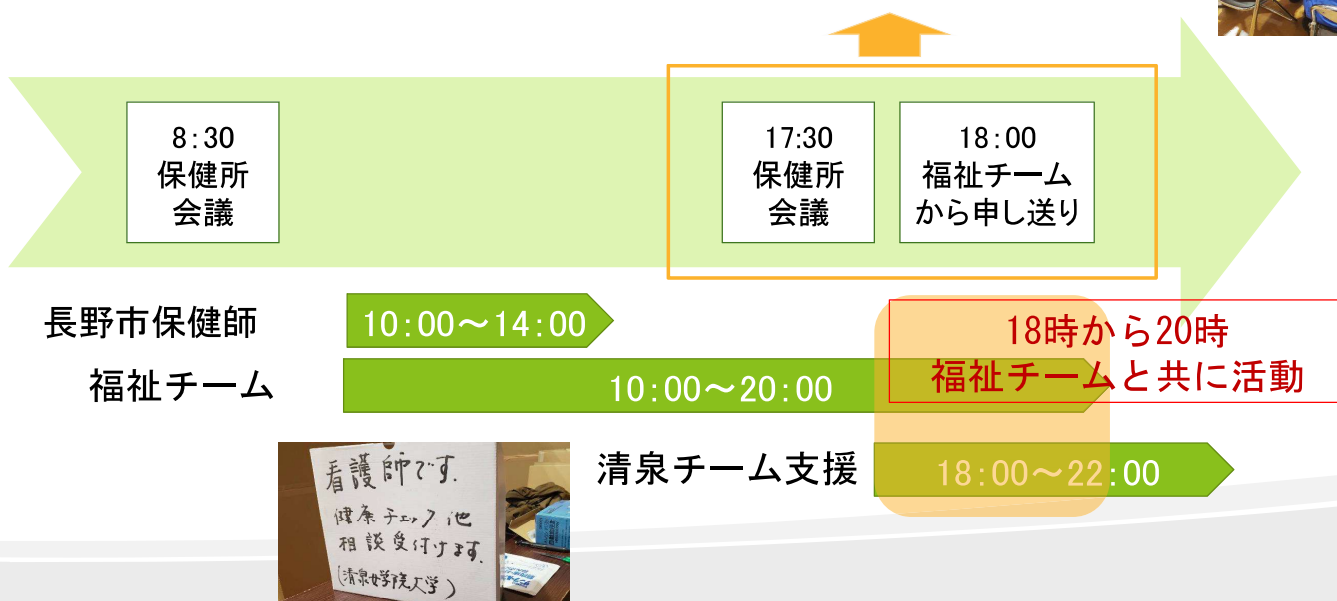 8:30
保健所
会議
17:30
保健所
会議
18:00
福祉チーム
から申し送り
長野市保健師
10:00～14:00
18時から20時
福祉チームと共に活動
福祉チーム
10:00～20:00
清泉チーム支援
18:00～22:00
看護師です.
健康チェック他
相談受付けます.
(清泉女学院大学)